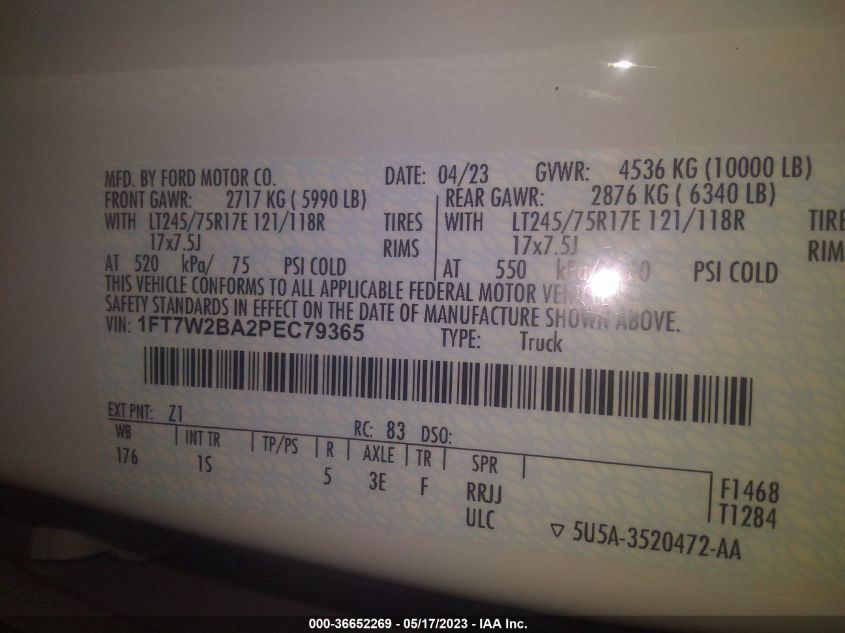 MFD. BY FORD MOTOR CO. DATE: 04/23 GVWR: 4536 KG (10000 LB)
FRONT GAWR: 2717 KG ( 5990 LB) REAR GAWR: 2876 KG ( 6340 LB)
WITH LT245/75R17E 121/118R TIRES WITH LT245/75R17E 121/118R TIRE
17x7.5J RIMS 17x7.5J RIM
AT 520 kPa/ 75 PSI COLD AT 550 PSI COLD
THIS VEHICLE CONFORMS TO ALL APPLICABLE FEDERAL MOTOR
SAFETY STANDARDS IN EFFECT ON THE DATE OF MANUFACTURE SHOWN ABOVE.
VIN: 1FT7W2BA2PEC79365 TYPE: Truck
EXT PNT: Z1 RC: 83 DSO:
WB INT TR TP/PS R AXLE TR SPR
176 1S 5 3E F RRJJ F1468
ULC T1284
5U5A-3520472-AA
000-36652269 - 05/17/2023 - IAA Inc.